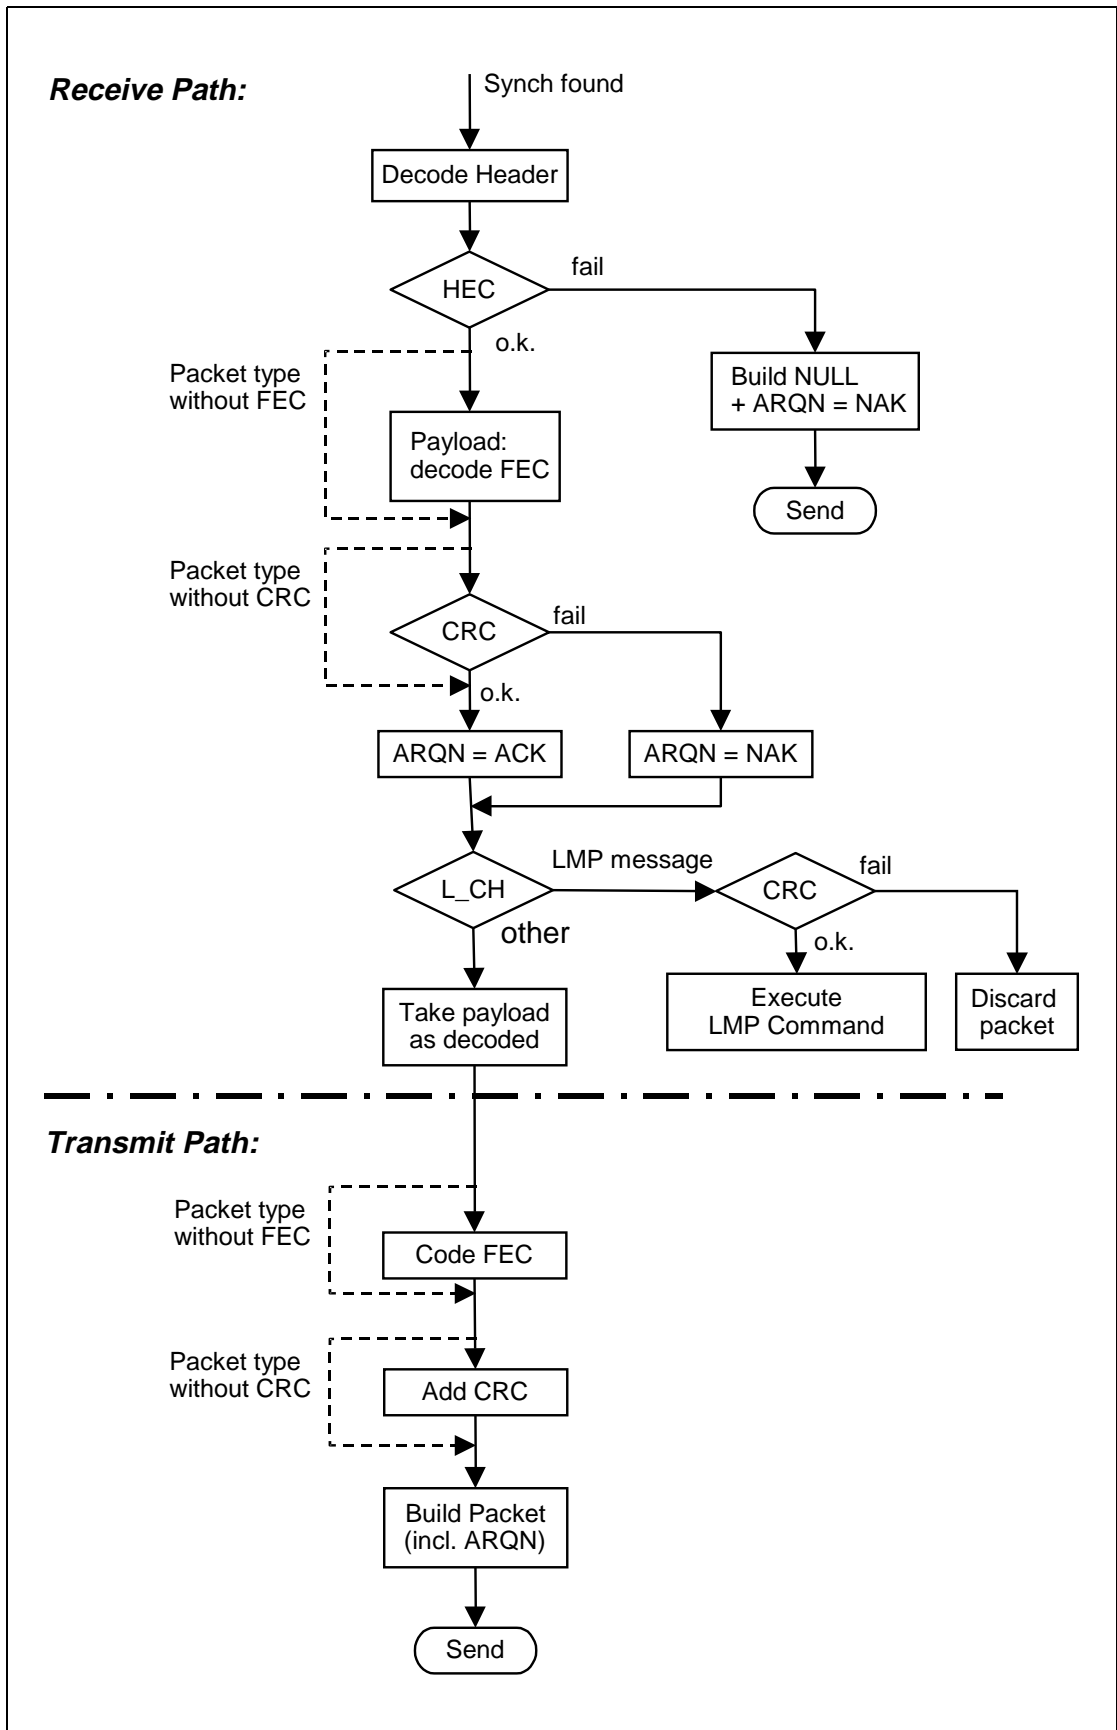 Receive Path:
Synch found
Decode Header
HEC
fail
o.k.
Packet type
without FEC
Build NULL
+ ARQN = NAK
Payload:
decode FEC
Send
Packet type
without CRC
CRC
fail
o.k.
ARQN = ACK
ARQN = NAK
L_CH
LMP message
CRC
fail
other
o.k.
Take payload
as decoded
Execute
LMP Command
Discard
packet
Transmit Path:
Packet type
without FEC
Code FEC
Packet type
without CRC
Add CRC
Build Packet
(incl. ARQN)
Send